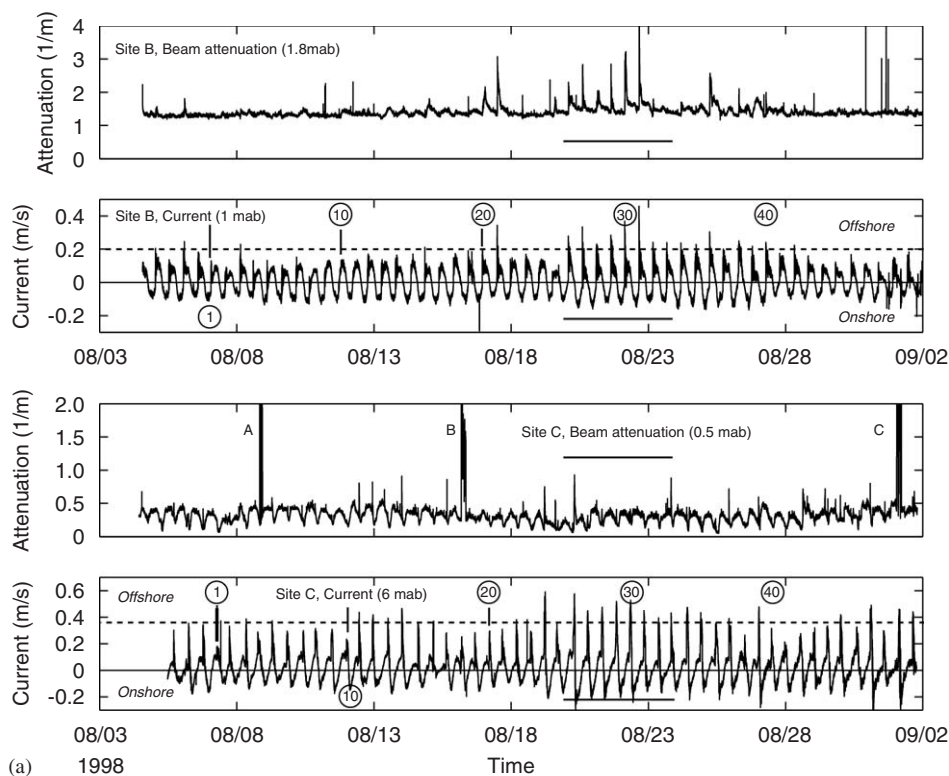 Attenuation (1/m)
4
3
2
1
0
Site B, Beam attenuation (1.8mab)
Current (m/s)
0.4
0.2
0
-0.2
Site B, Current (1 mab)
10
20
30
40
Offshore
1
Onshore
08/03
08/08
08/13
08/18
08/23
08/28
09/02
Attenuation (1/m)
2.0
1.5
1.0
0.5
0
A
B
Site C, Beam attenuation (0.5 mab)
C
Current (m/s)
0.6
0.4
0.2
0
-0.2
Offshore
1
Site C, Current (6 mab)
20
30
40
Onshore
10
08/03
08/08
08/13
08/18
08/23
08/28
09/02
(a)
1998
Time